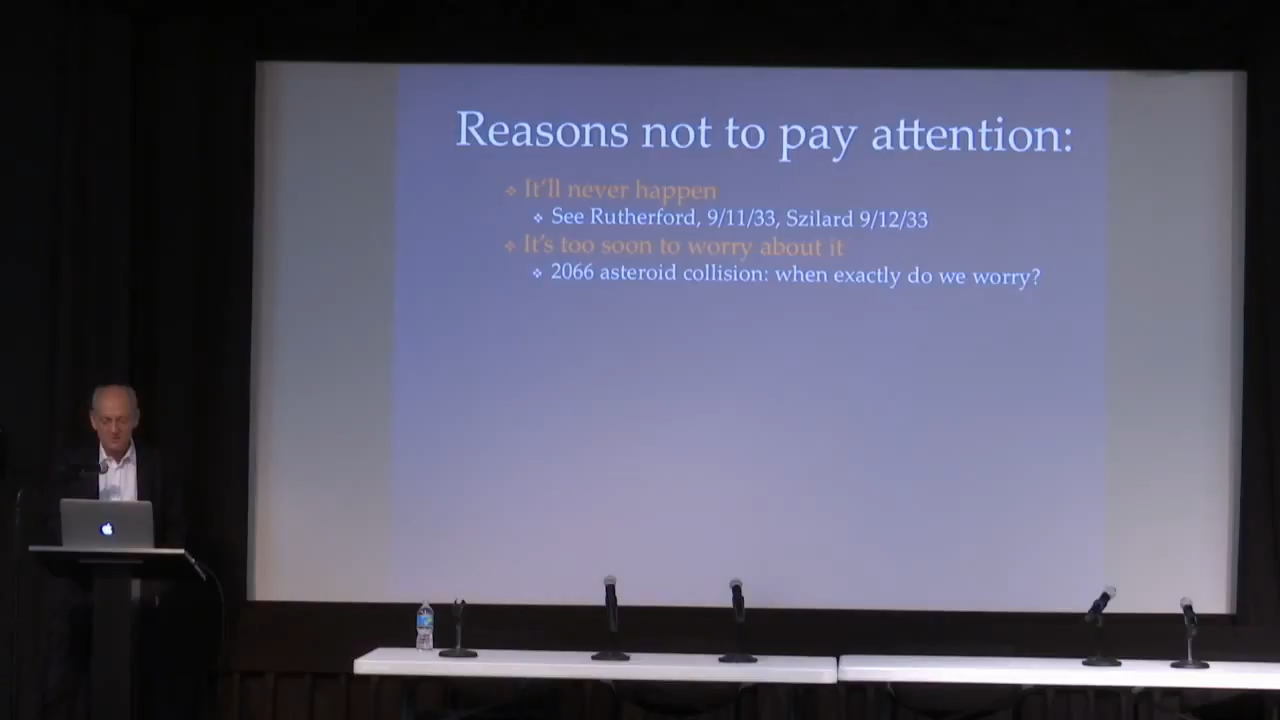 Reasons not to pay attention:
❖ It'll never happen
❖ See Rutherford, 9/11/33, Szilard 9/12/33
❖ It's too soon to worry about it
❖ 2066 asteroid collision: when exactly do we worry?